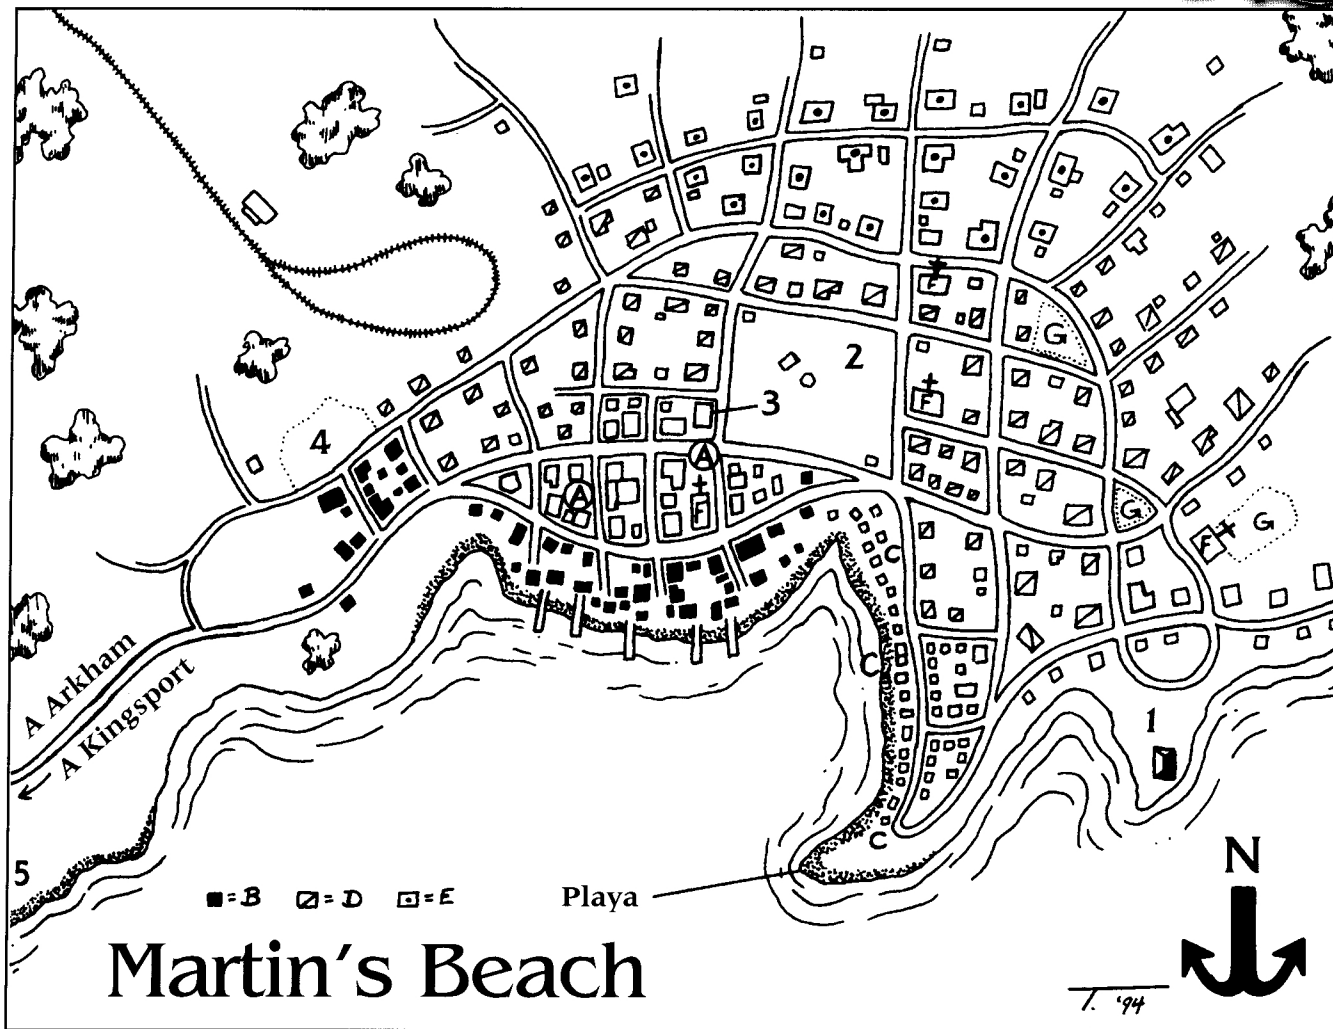 F
G
2
F
3
A
4
A
F
G
F
G
C
A Arkham
A Kingsport
C
1
C
5
■=B
=D
=E
Playa
N
Martin's Beach
T. '94